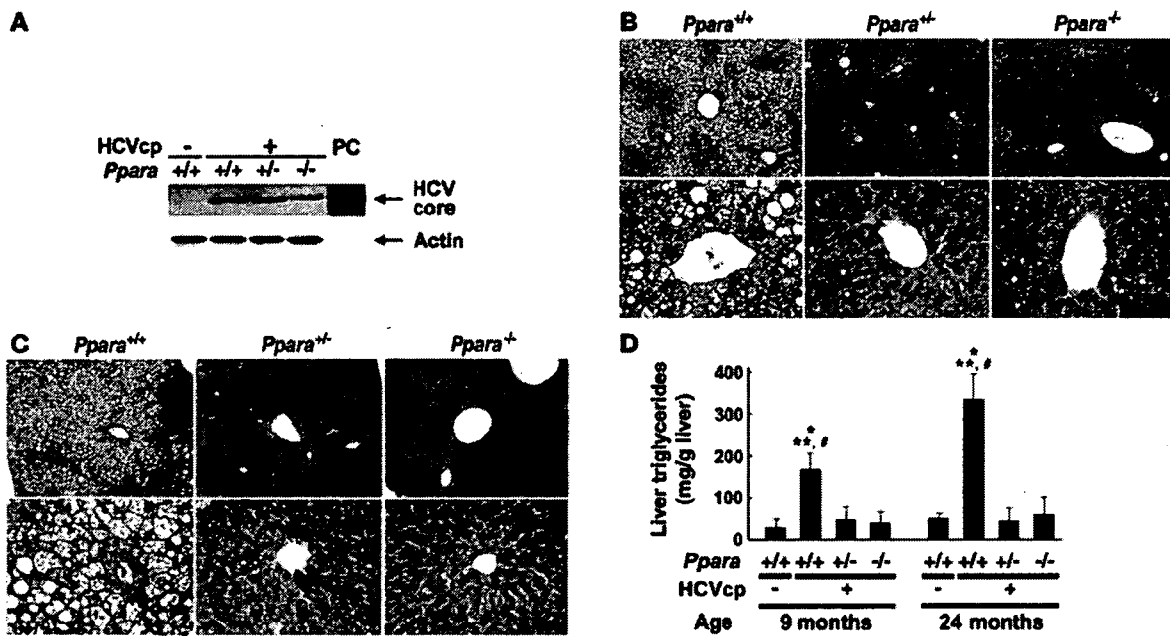 A
HCVcp - + PC
Ppara +/+ +/+ +/- -/-
HCV
core
Actin
B
Ppara+/+ Ppara+/- Ppara-/-
C
Ppara+/+ Ppara+/- Ppara-/-
D
Liver triglycerides
(mg/g liver)
400
300
200
100
0
*
**, #
*
**, #
Ppara +/+ +/+ +/- -/- +/+ +/+ +/- -/-
HCVcp - + - +
Age 9 months 24 months